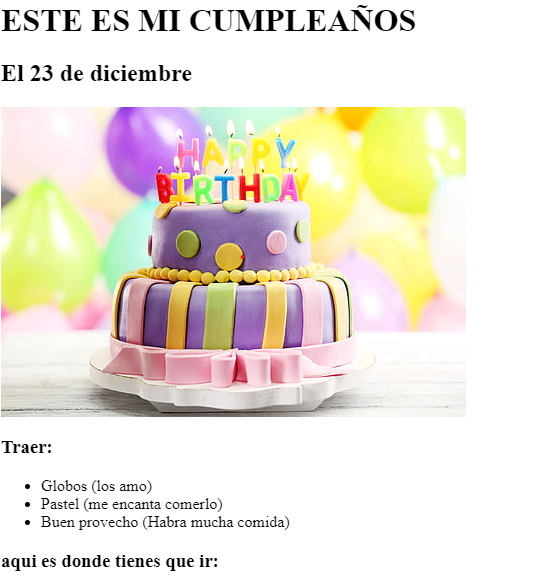 ESTE ES MI CUMPLEAÑOS
El 23 de diciembre
HAPPY
BIRTHDAY
Traer:
Globos (los amo)
Pastel (me encanta comerlo)
Buen provecho (Habra mucha comida)
aqui es donde tienes que ir: